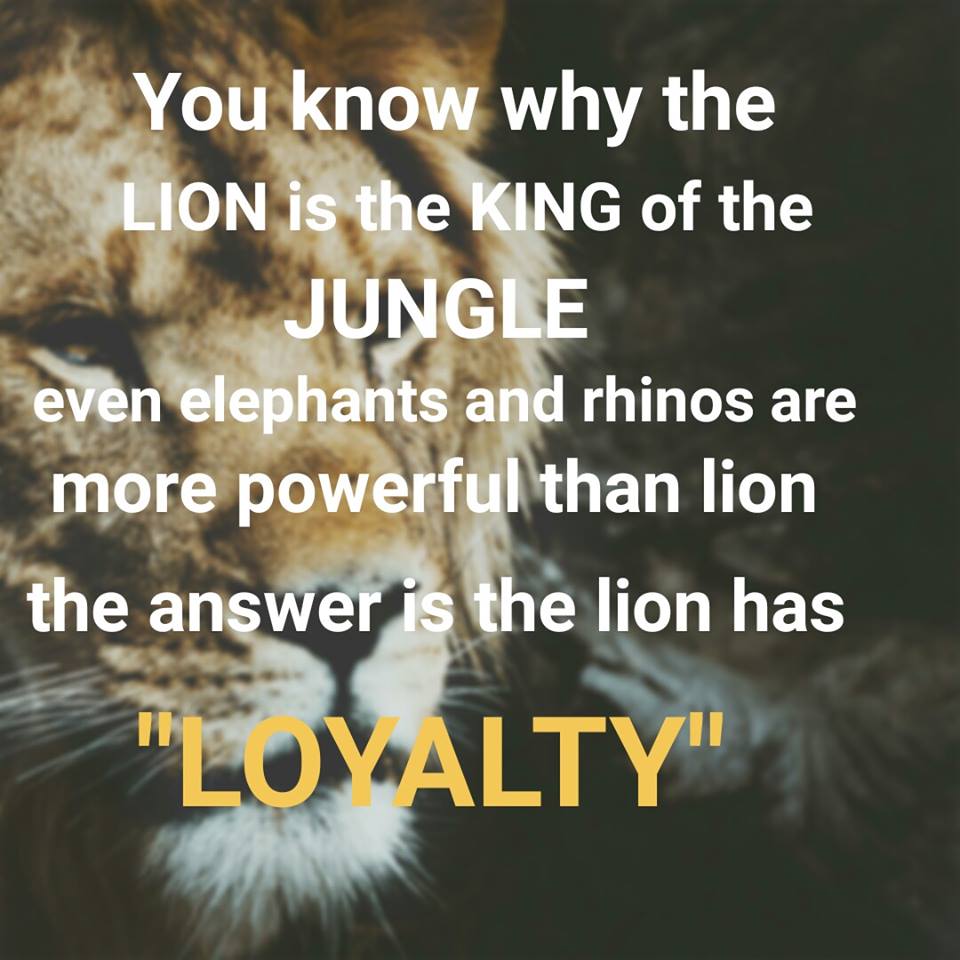 You know why the
LION is the KING of the
JUNGLE
even elephants and rhinos are
more powerful than lion
the answer is the lion has
"LOYALTY"